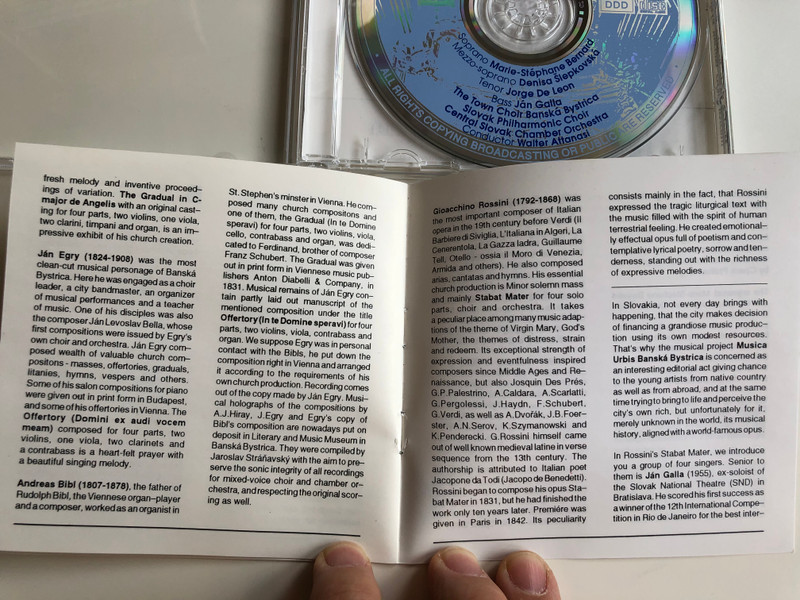 DDD
Soprano Marie-Stéphane Bernard
Mezzo-soprano Denisa Šlepkovská
Tenor Jorge De Leon
Bass Ján Galla
The Town Choir Banská Bystrica
Slovak Philharmonic Choir
Central Slovak Chamber Orchestra
Conductor Walter Attanasi
ALL RIGHTS COPYING BROADCASTING OR PUBLIC RE RESERVED
fresh melody and inventive proceed-
ings of variation. The Gradual in C-
major de Angelis with an original cast-
ing for four parts, two violins, one viola,
two clarini, timpani and organ, is an im-
pressive exhibit of his church creation.
Ján Egry (1824-1908) was the most
clean-cut musical personage of Banská
Bystrica. Here he was engaged as a choir
leader, a city bandmaster, an organizer
of musical performances and a teacher
of music. One of his disciples was also
the composer Ján Levoslav Bella, whose
first compositions were issued by Egry's
own choir and orchestra. Ján Egry com-
posed wealth of valuable church com-
positons - masses, offertories, graduals,
litanies, hymns, vespers and others.
Some of his salon compositions for piano
were given out in print form in Budapest,
and some of his offertories in Vienna. The
Offertory (Domini ex audi vocem
meam) composed for four parts, two
violins, one viola, two clarinets and
a contrabass is a heart-felt prayer with
a beautiful singing melody.
Andreas Bibl (1807-1878), the father of
Rudolph Bibl, the Viennese organ-player
and a composer, worked as an organist in
St. Stephen's minster in Vienna. He com-
posed many church compositions and
one of them, the Gradual (In te Domine
speravi) for four parts, two violins, viola,
cello, contrabass and organ, was dedi-
cated to Ferdinand, brother of composer
Franz Schubert. The Gradual was given
out in print form in Viennese music pub-
lishers Anton Diabelli & Company, in
1831. Musical remains of Ján Egry con-
tain partly laid out manuscript of the
mentioned composition under the title
Offertory (In te Domine speravi) for four
parts, two violins, viola, contrabass and
organ. We suppose Egry was in personal
contact with the Bibls, he put down the
composition right in Vienna and arranged
it according to the requirements of his
own church production. Recording comes
out of the copy made by Ján Egry. Musi-
cal holographs of the compositions by
A.J.Hiray, J.Egry and Egry's copy of
Bibl's composition are nowadays put on
deposit in Literary and Music Museum in
Banská Bystrica. They were compiled by
Jaroslav Stráňavský with the aim to pre-
serve the sonic integrity of all recordings
for mixed-voice choir and chamber or-
chestra, and respecting the original scor-
ing as well.
Gioacchino Rossini (1792-1868) was
the most important composer of Italian
opera in the 19th century before Verdi (Il
Barbiere di Siviglia, L'Italiana in Algeri, La
Cenerentola, La Gazza ladra, Guillaume
Tell. Otello - ossia il Moro di Venezia,
Armida and others). He also composed
arias, cantatas and hymns. His essential
church production is Minor solemn mass
and mainly Stabat Mater for four solo
parts, choir and orchestra. It takes
a peculiar place among many music adap-
tions of the theme of Virgin Mary, God's
Mother, the themes of distress, strain
and redeem. Its exceptional strength of
expression and eventfulness inspired
composers since Middle Ages and Re-
naissance, but also Josquin Des Prés,
G.P.Palestrino, A.Caldara, A.Scarlatti,
G.Pergolessi, J.Haydn, F.Schubert,
G.Verdi, as well as A.Dvořák, J.B.Foer-
ster, A.N.Serov, K.Szymanowski and
K.Penderecki. G.Rossini himself came
out of well known medieval latine in verse
sequence from the 13th century. The
authorship is attributed to Italian poet
Jacopone da Todi (Jacopo de Benedetti).
Rossini began to compose his opus Sta-
bat Mater in 1831, but he had finished the
work only ten years later. Premiére was
given in Paris in 1842. Its peculiarity
consists mainly in the fact, that Rossini
expressed the tragic liturgical text with
the music filled with the spirit of human
terrestrial feeling. He created emotional-
ly effectual opus full of poetism and con-
templative lyrical poetry, sorrow and ten-
derness, standing out with the richness
of expressive melodies.
In Slovakia, not every day brings with
happening, that the city makes decision
of financing a grandiose music produc-
tion using its own modest resources.
That's why the musical project Musica
Urbis Banská Bystrica is concerned as
an interesting editorial act giving chance
to the young artists from native country
as well as from abroad, and at the same
time trying to bring to life and perceive the
city's own rich, but unfortunately for it,
merely unknown in the world, its musical
history, aligned with a world-famous opus.
In Rossini's Stabat Mater, we introduce
you a group of four singers. Senior to
them is Ján Galla (1955), ex-soloist of
the Slovak National Theatre (SND) in
Bratislava. He scored his first success as
a winner of the 12th International Compe-
tition in Rio de Janeiro for the best inter-